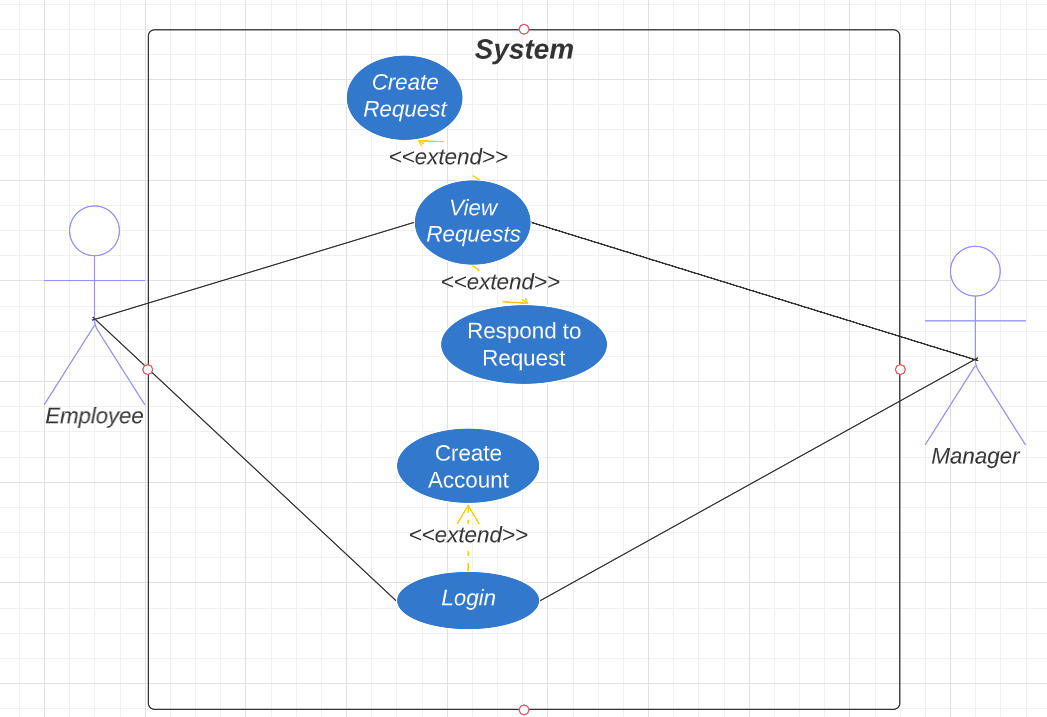 System
Create
Request
<<extend>>
View
Requests
<<extend>>
Respond to
Request
Employee
Manager
Create
Account
<<extend>>
Login